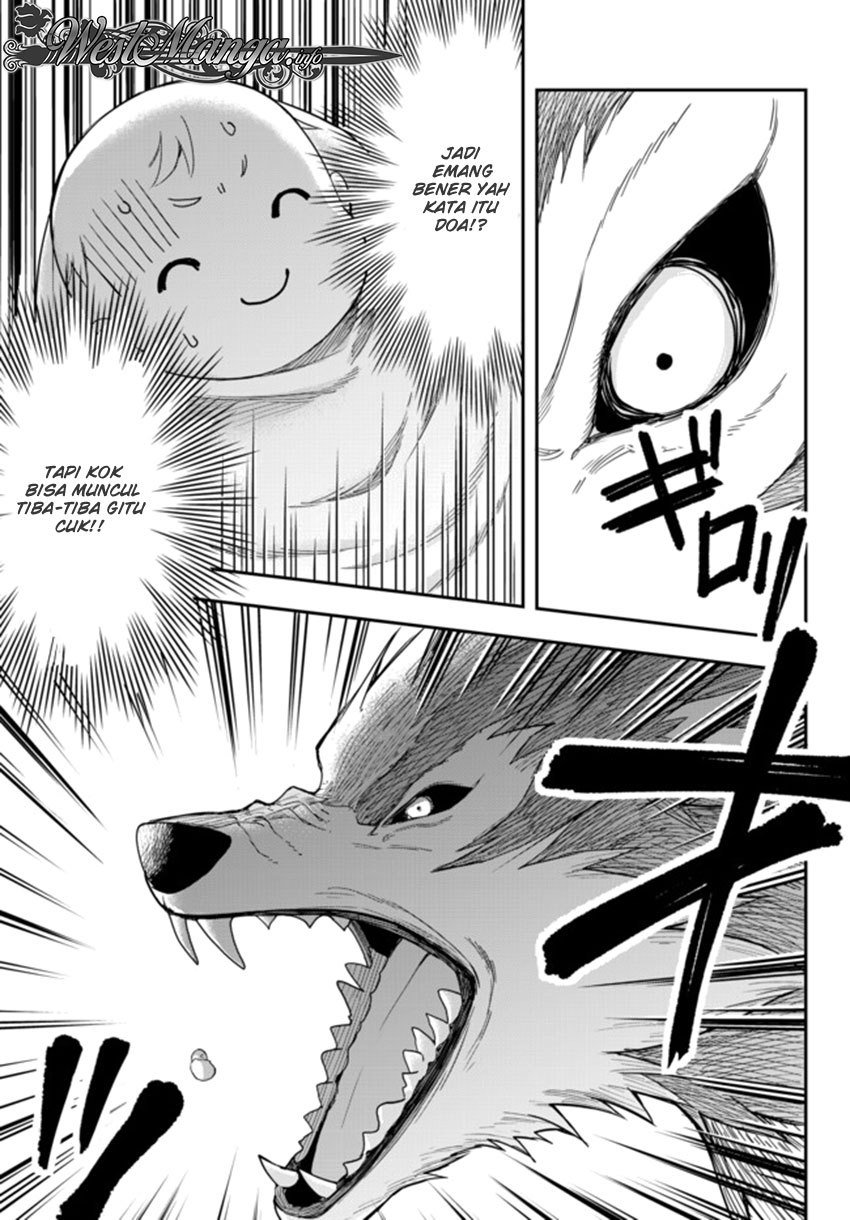 WestManga.info
JADI
EMANG
BENER YAH
KATA ITU
DOA!?
ギロッ
TAPI KOK
BISA MUNCUL
TIBA-TIBA GITU
CUK!!
キ"